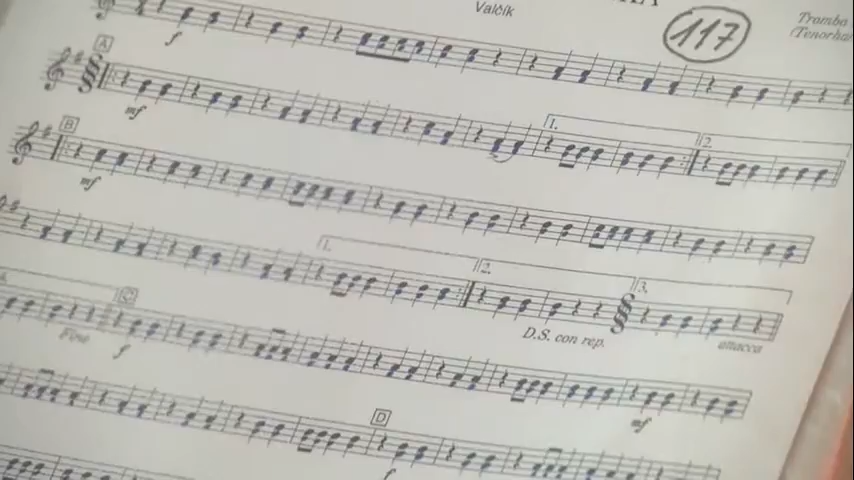 Valčík
117
Tromba
(Tenorha
f
A
mf
1.
2.
B
mf
1.
2.
3.
D.S. con rep.
attacca
C
Fine
f
mf
D
f